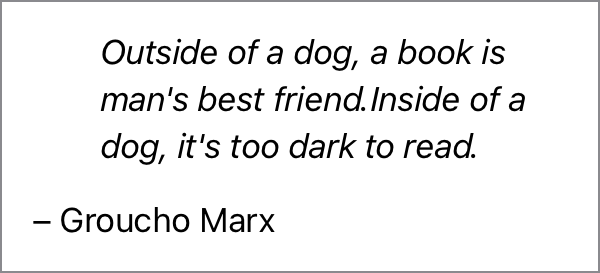 Outside of a dog, a book is
man's best friend.Inside of a
dog, it's too dark to read.
– Groucho Marx